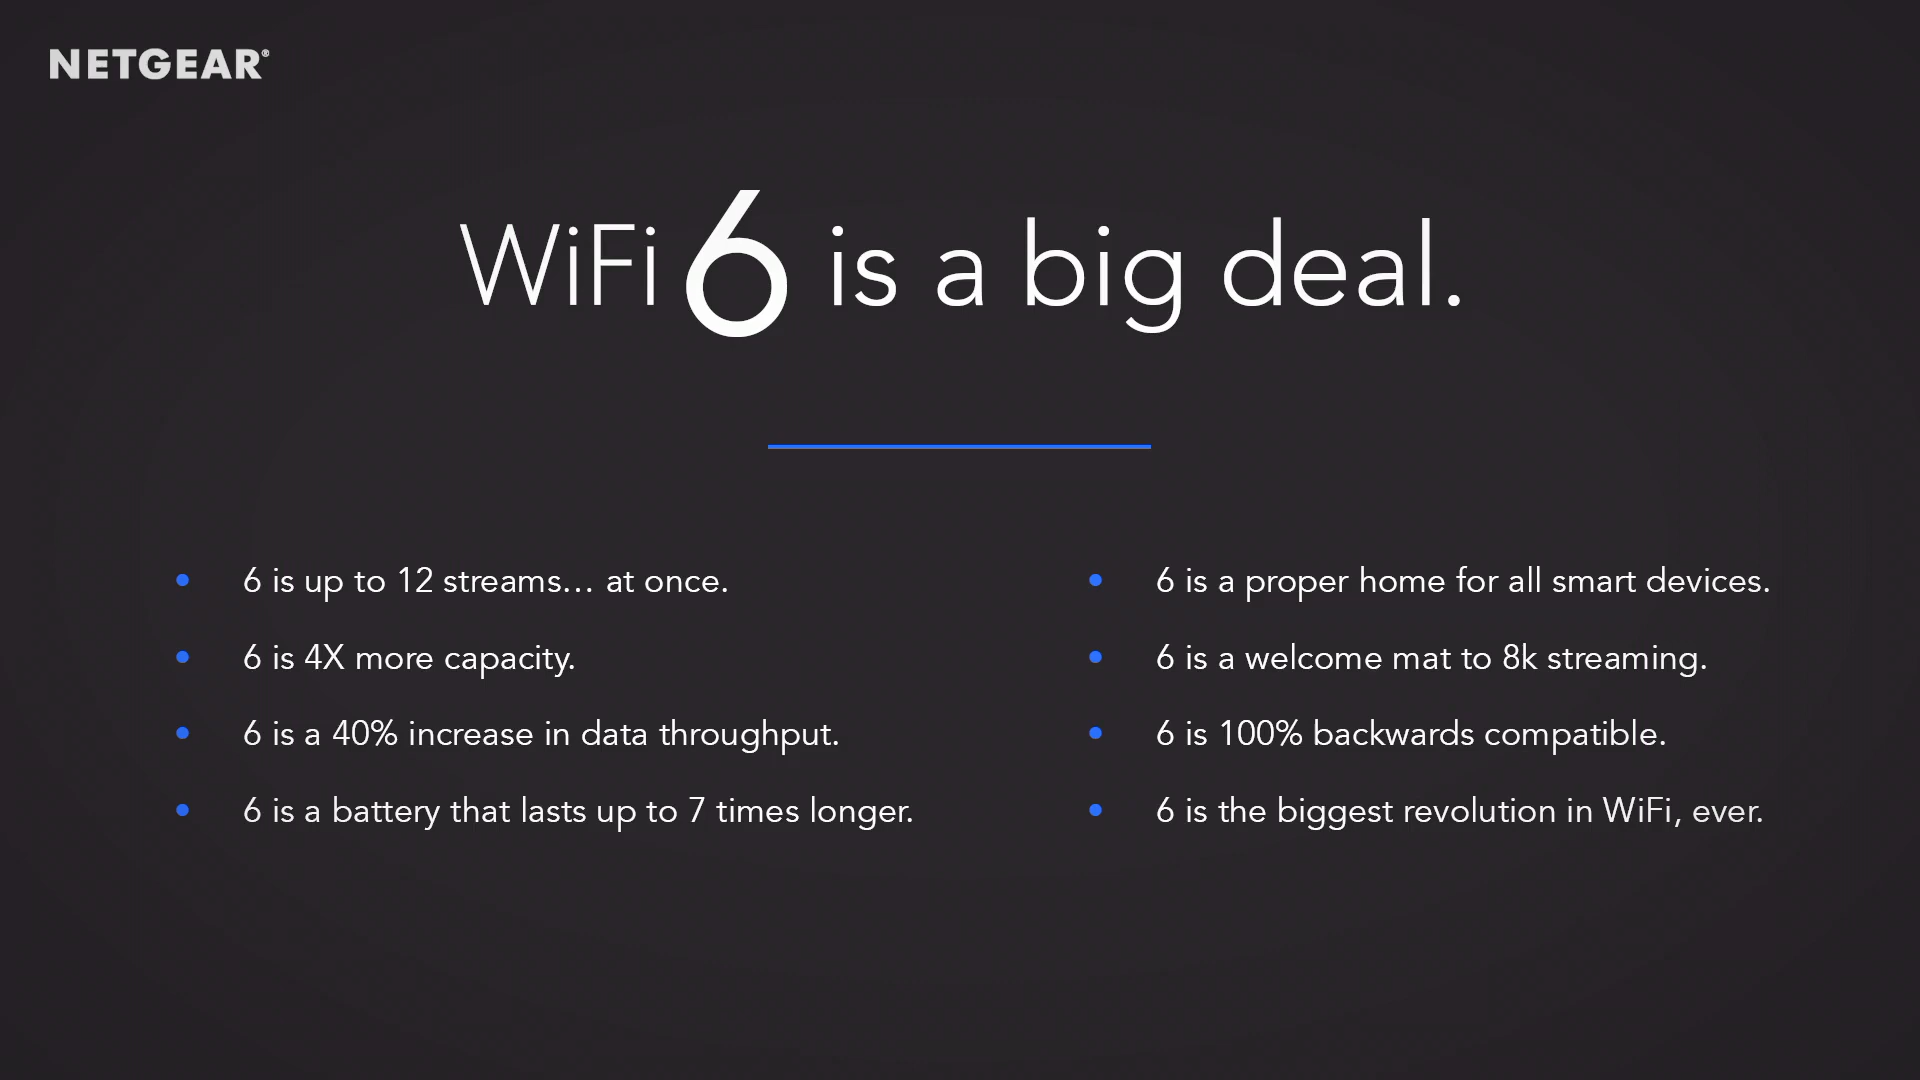 NETGEAR®
WiFi 6 is a big deal.
• 6 is up to 12 streams… at once.
• 6 is 4X more capacity.
• 6 is a 40% increase in data throughput.
• 6 is a battery that lasts up to 7 times longer.
• 6 is a proper home for all smart devices.
• 6 is a welcome mat to 8k streaming.
• 6 is 100% backwards compatible.
• 6 is the biggest revolution in WiFi, ever.